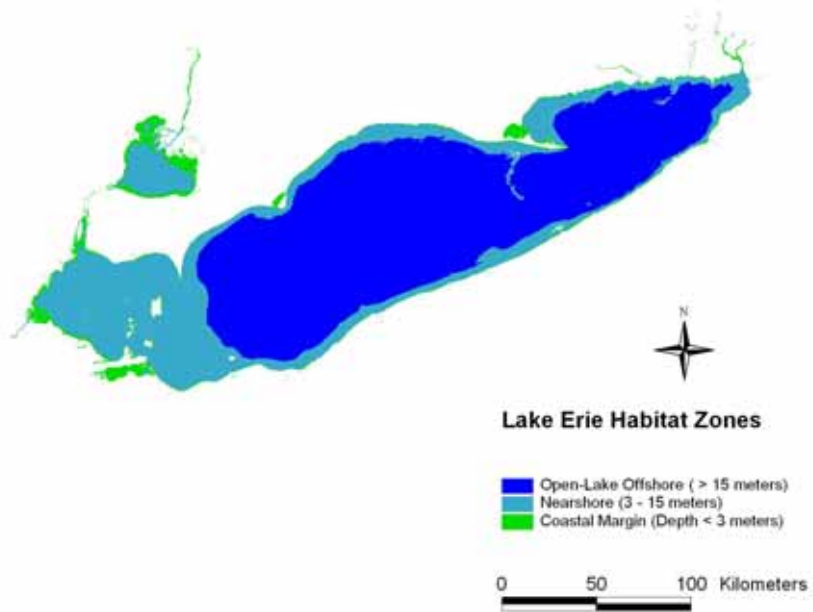 N
Lake Erie Habitat Zones
Open-Lake Offshore ( > 15 meters)
Nearshore (3 - 15 meters)
Coastal Margin (Depth < 3 meters)
0 50 100 Kilometers